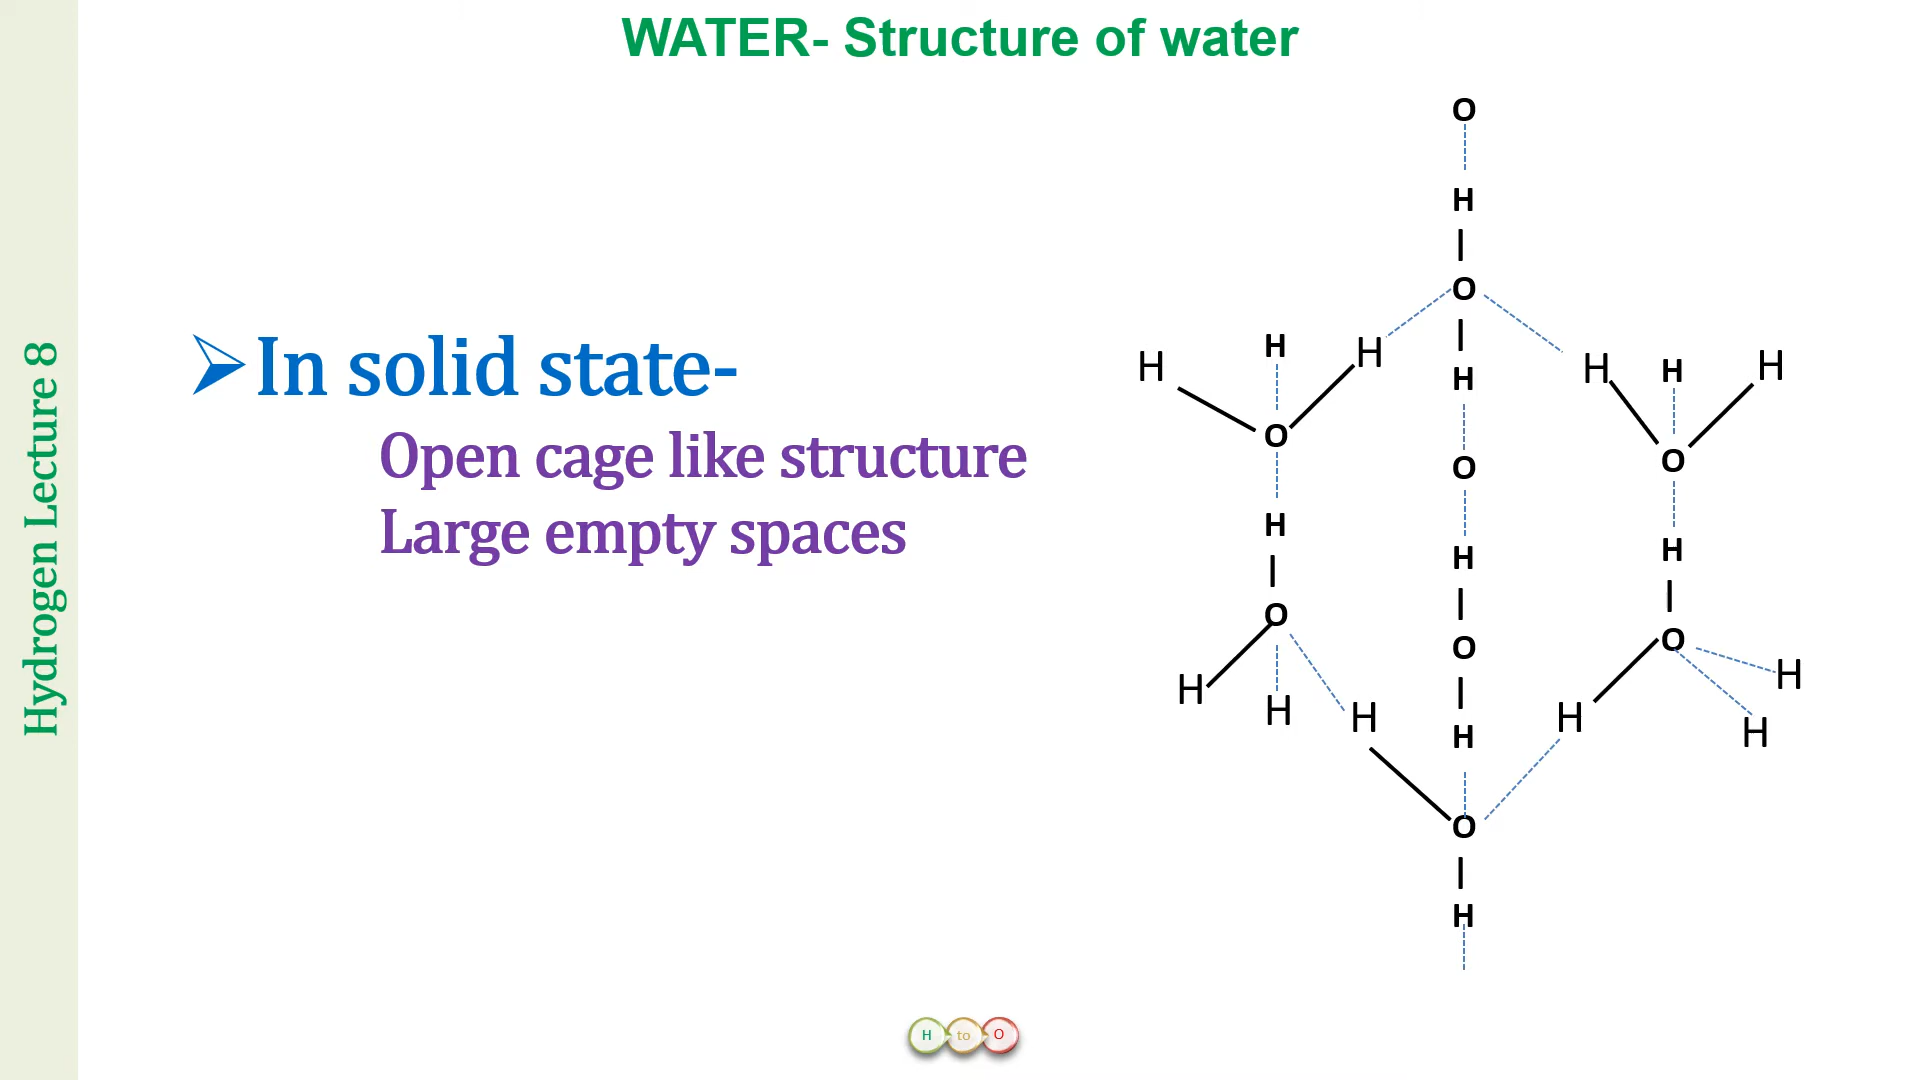 WATER- Structure of water
Hydrogen Lecture 8
➢In solid state-
Open cage like structure
Large empty spaces
O
H
O
H
O
H
O
H
O
H
H
H
H
O
H
O
H
H
H
H
H
H
O
H
O
H
H
H
H to O